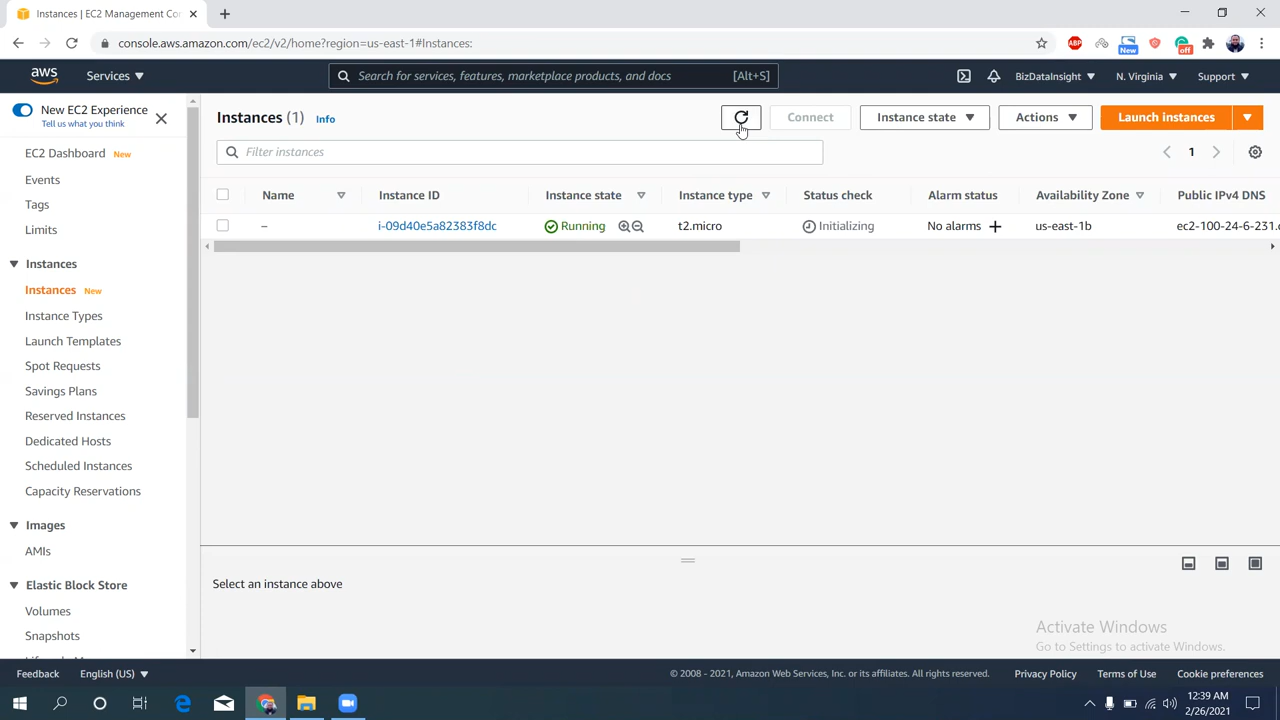 Instances | EC2 Management Con
console.aws.amazon.com/ec2/v2/home?region=us-east-1#Instances:
New
off
aws
Services
Search for services, features, marketplace products, and docs
[Alt+S]
BizDataInsight
N. Virginia
Support
New EC2 Experience
Tell us what you think
EC2 Dashboard New
Events
Tags
Limits
Instances
Instances New
Instance Types
Launch Templates
Spot Requests
Savings Plans
Reserved Instances
Dedicated Hosts
Scheduled Instances
Capacity Reservations
Images
AMIs
Elastic Block Store
Volumes
Snapshots
Instances (1) Info
Connect
Instance state
Actions
Launch instances
Filter instances
1
Name Instance ID Instance state Instance type Status check Alarm status Availability Zone Public IPv4 DNS
– i-09d40e5a82383f8dc Running t2.micro Initializing No alarms + us-east-1b ec2-100-24-6-231.
Select an instance above
Activate Windows
Go to Settings to activate Windows.
Feedback
English (US)
© 2008 - 2021, Amazon Web Services, Inc. or its affiliates. All rights reserved.
Privacy Policy
Terms of Use
Cookie preferences
12:39 AM
2/26/2021